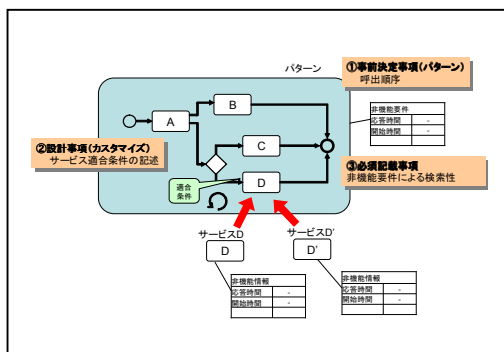 パターン
①事前決定事項(パターン)
呼出順序
B
A
非機能要件
応答時間 -
開始時間 -
②設計事項(カスタマイズ)
サービス適合条件の記述
C
③必須記載事項
非機能要件による検索性
適合
条件
D
サービスD
サービスD'
D
D'
非機能情報
応答時間 -
開始時間 -
非機能情報
応答時間 -
開始時間 -